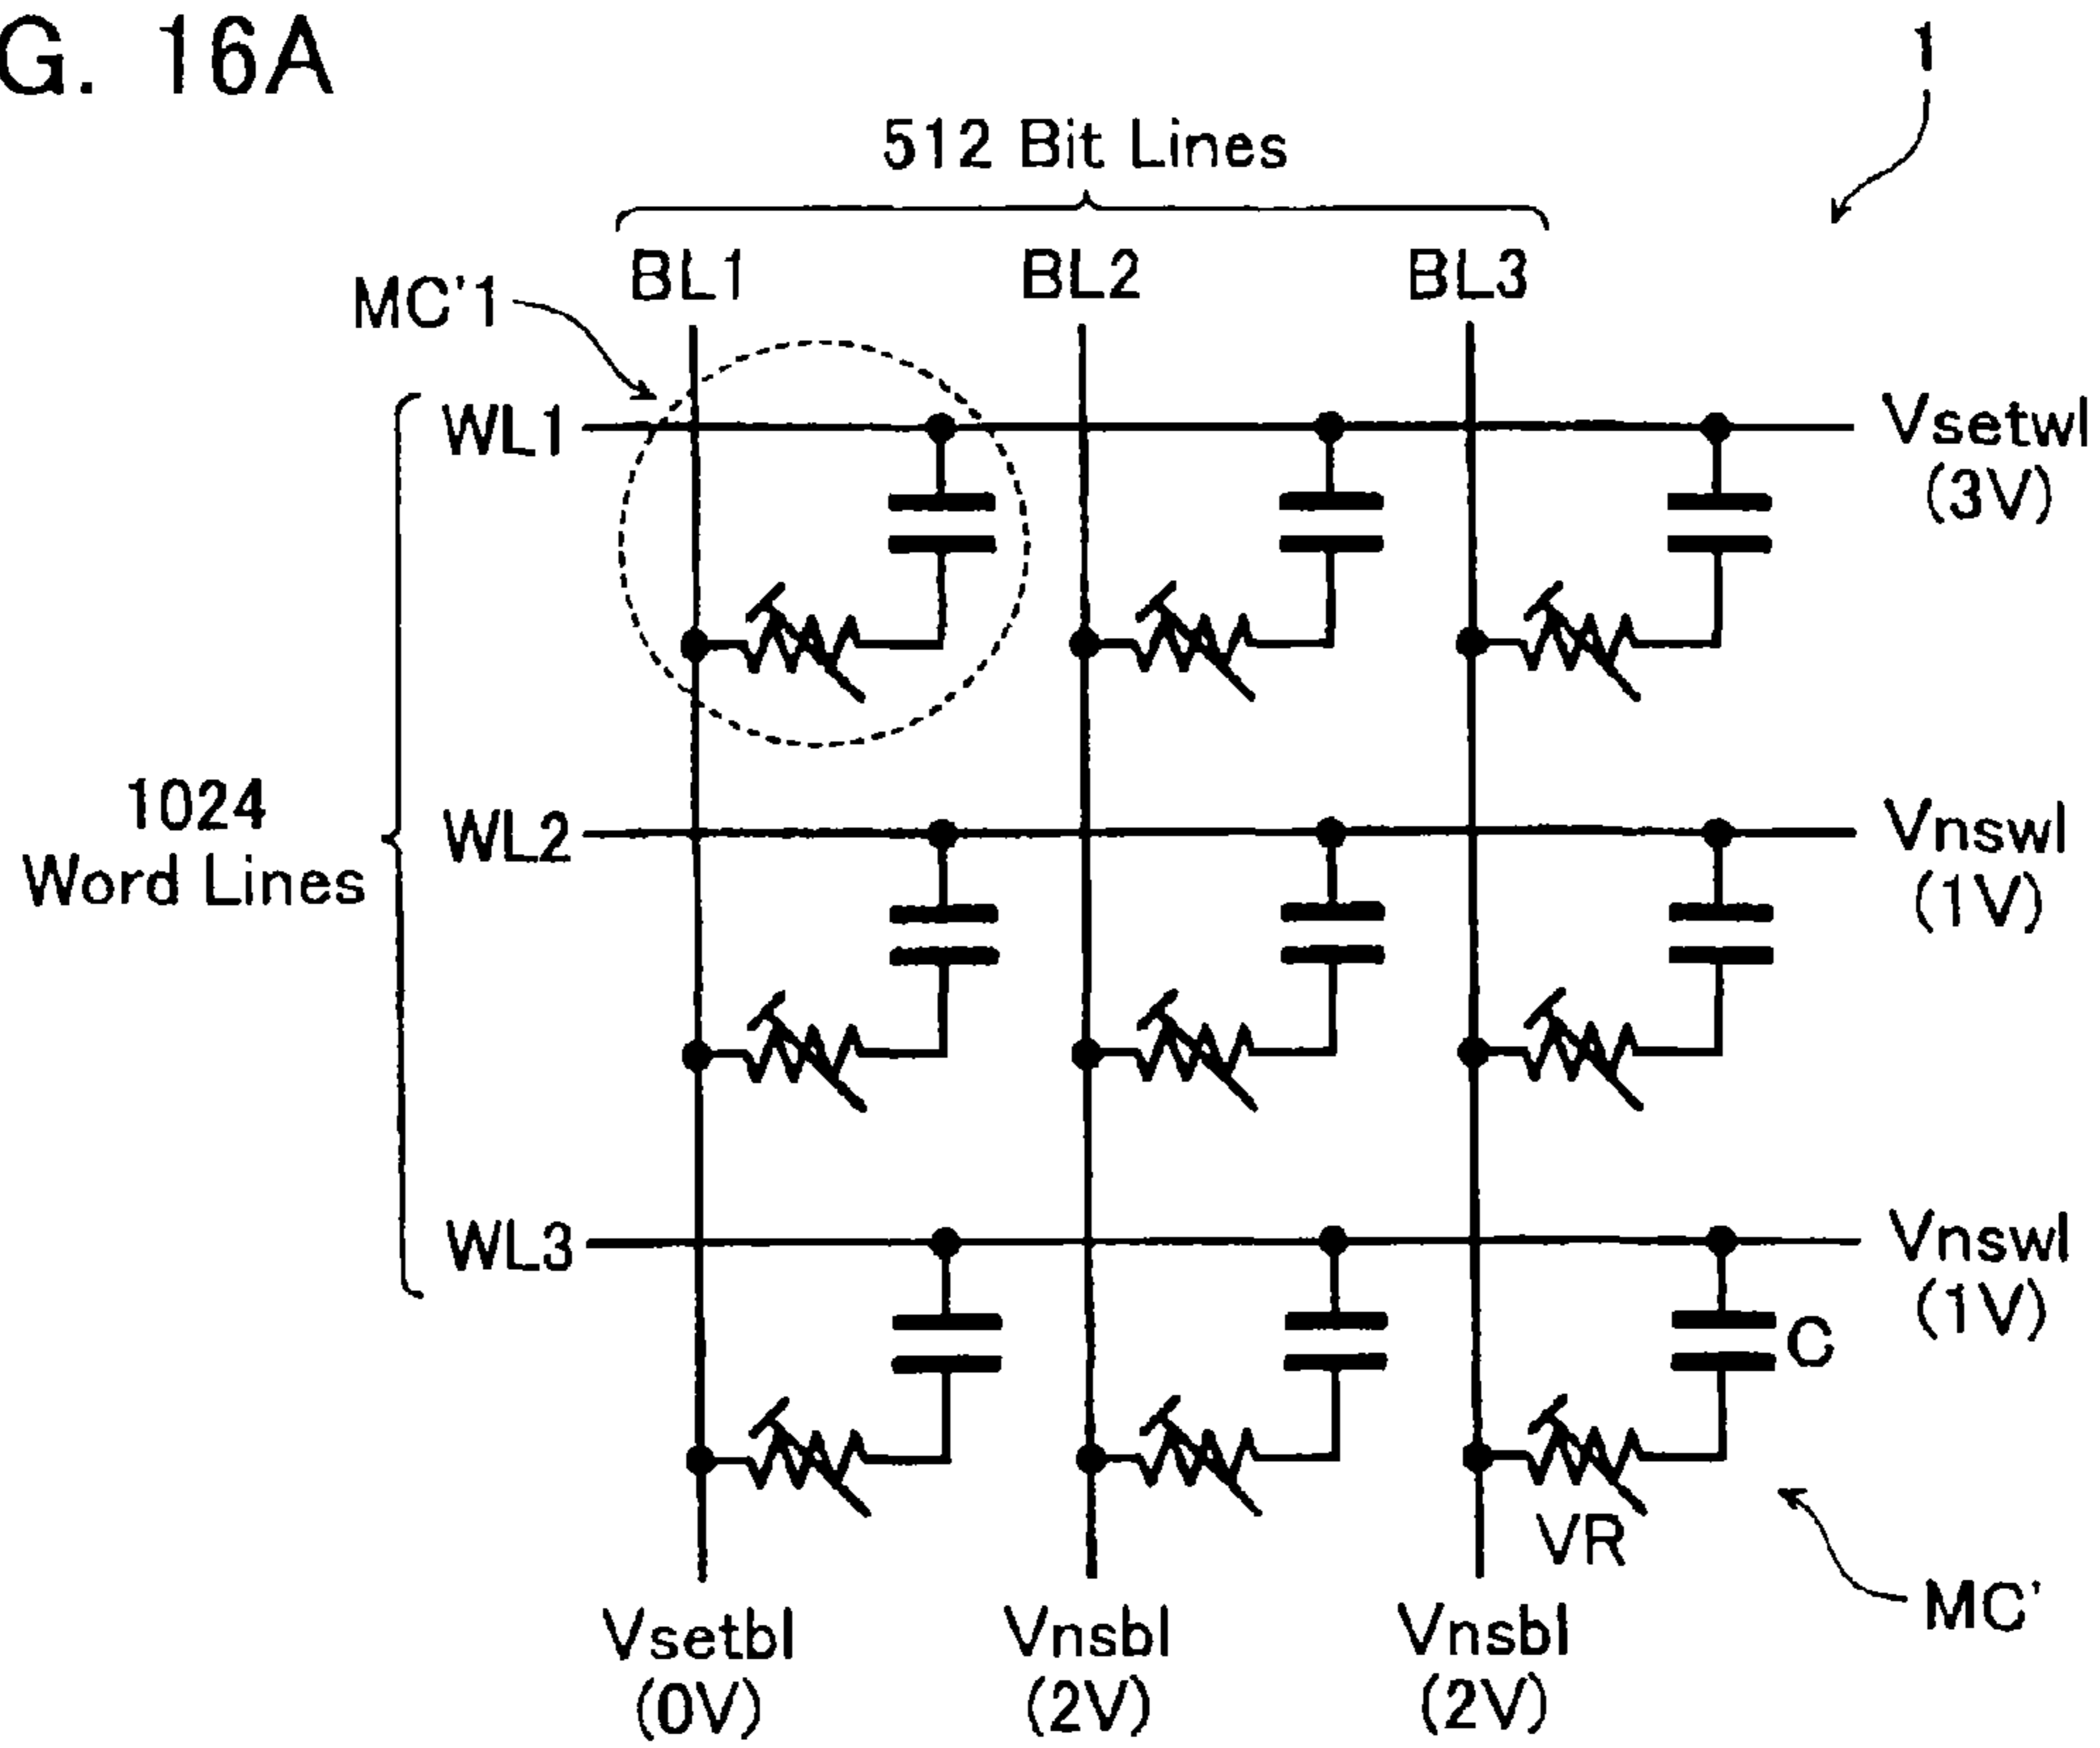 G. 16A
1
512 Bit Lines
BL1 BL2 BL3
MC'1
WL1
Vsetwl
(3V)
1024
Word Lines
WL2
Vnswl
(1V)
WL3
Vnswl
(1V)
C
VR
MC'
Vsetbl
(0V)
Vnsbl
(2V)
Vnsbl
(2V)